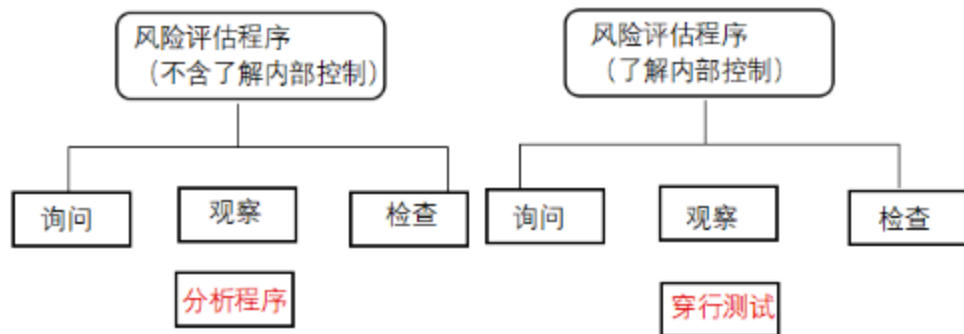 风险评估程序
（不含了解内部控制）
询问
观察
检查
分析程序
风险评估程序
（了解内部控制）
询问
观察
检查
穿行测试